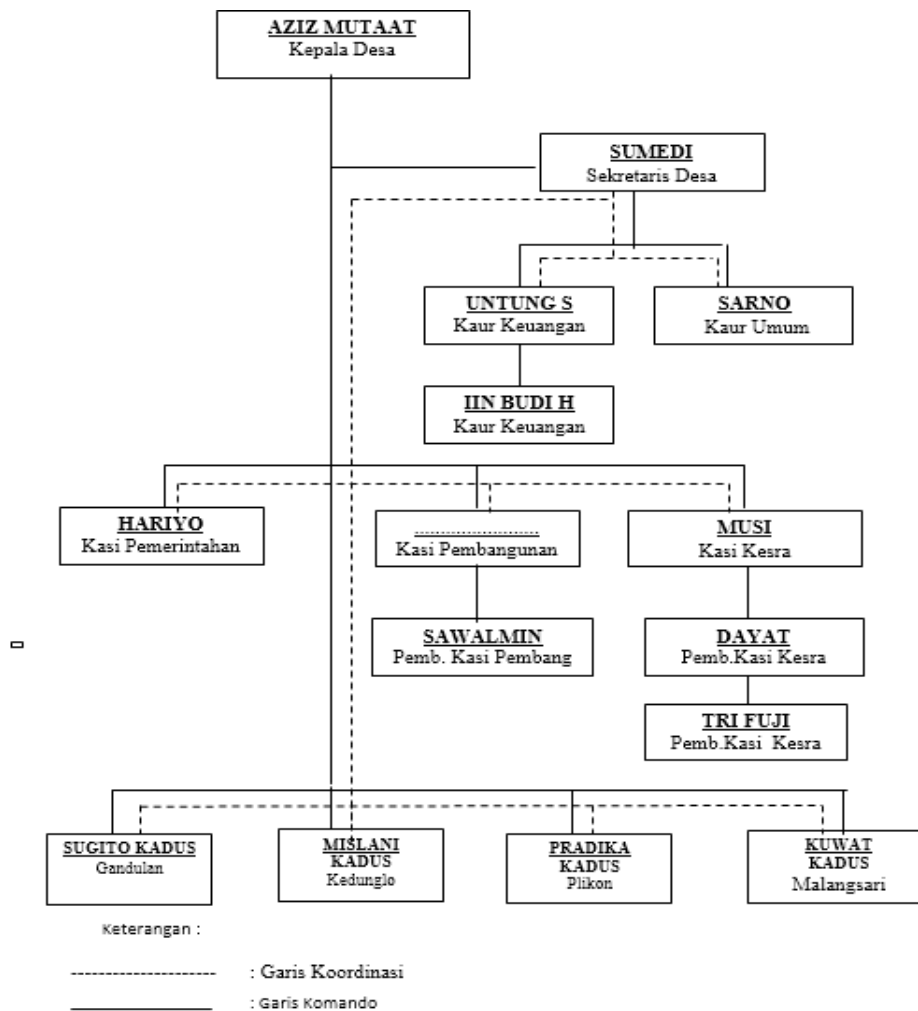 AZIZ MUTAAT
Kepala Desa
SUMEDI
Sekretaris Desa
UNTUNG S
Kaur Keuangan
SARNO
Kaur Umum
IIN BUDI H
Kaur Keuangan
HARIYO
Kasi Pemerintahan
........................
Kasi Pembangunan
MUSI
Kasi Kesra
SAWALMIN
Pemb. Kasi Pembang
DAYAT
Pemb.Kasi Kesra
TRI FUJI
Pemb.Kasi Kesra
SUGITO KADUS
Gandulan
MISLANI
KADUS
Kedunglo
PRADIKA
KADUS
Plikon
KUWAT
KADUS
Malangsari
Keterangan :
: Garis Koordinasi
: Garis Komando